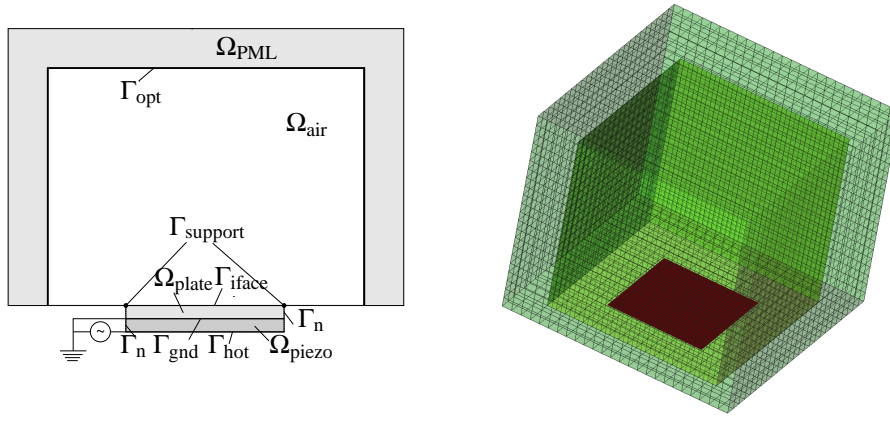 Ω_PML
Γ_opt
Ω_air
Γ_support
Ω_plate Γ_iface
Γ_n
~
Γ_n Γ_gnd Γ_hot Ω_piezo